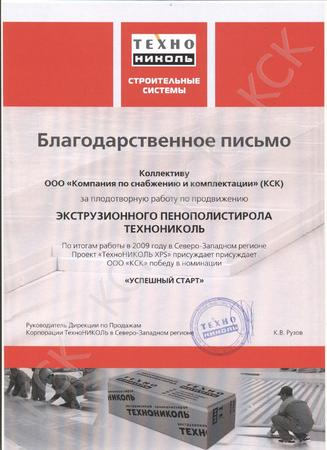 ТЕХНО
НИКОЛЬ
СТРОИТЕЛЬНЫЕ
СИСТЕМЫ
КСК
Благодарственное письмо
Коллективу
ООО «Компания по снабжению и комплектации» (КСК)
за плодотворную работу по продвижению
ЭКСТРУЗИОННОГО ПЕНОПОЛИСТИРОЛА
ТЕХНОНИКОЛЬ
По итогам работы в 2009 году в Северо-Западном регионе
Проект «ТехноНИКОЛЬ XPS» присуждает присуждает
ООО «КСК» победу в номинации
«УСПЕШНЫЙ СТАРТ»
КСК
Руководитель Дирекции по Продажам
Корпорации ТехноНИКОЛЬ в Северо-Западном регионе
К.В. Рузов
ТЕХНО
НИКОЛЬ
КСК
ТЕХНОНИКОЛЬ